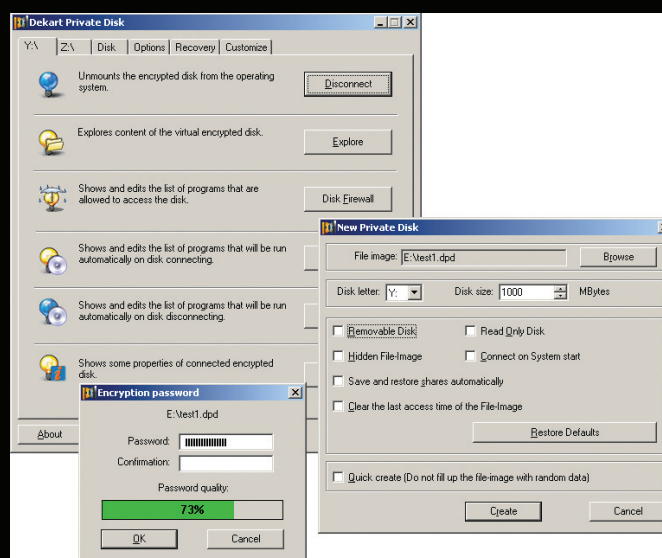 Dekart Private Disk
Y:\ Z:\ Disk Options Recovery Customize
Unmounts the encrypted disk from the operating
system.
Disconnect
Explores content of the virtual encrypted disk.
Explore
Shows and edits the list of programs that are
allowed to access the disk.
Disk Firewall
Shows and edits the list of programs that will be run
automatically on disk connecting.
Shows and edits the list of programs that will be run
automatically on disk disconnecting.
Shows some properties of connected encrypted
disk.
About
New Private Disk
File image: E:\test1.dpd Browse
Disk letter: Y: Disk size: 1000 MBytes
Removable Disk Read Only Disk
Hidden File-Image Connect on System start
Save and restore shares automatically
Clear the last access time of the File-Image
Restore Defaults
Quick create (Do not fill up the file-image with random data)
Create Cancel
Encryption password
E:\test1.dpd
Password:
Confirmation:
Password quality:
73%
OK Cancel